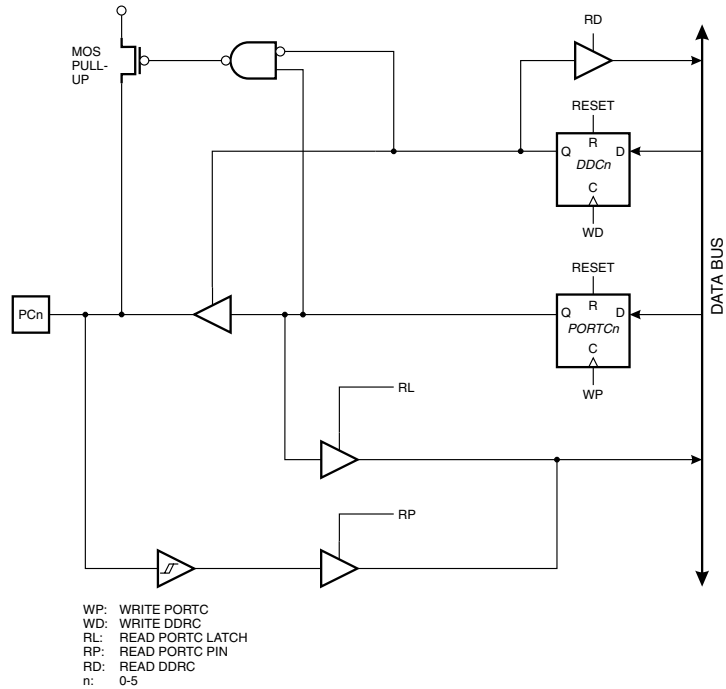 RD
MOS
PULL-
UP
RESET
R
Q
D
DDCn
C
WD
RESET
PCn
R
Q
D
PORTCn
C
WP
DATA BUS
RL
RP
WP: WRITE PORTC
WD: WRITE DDRC
RL: READ PORTC LATCH
RP: READ PORTC PIN
RD: READ DDRC
n: 0-5